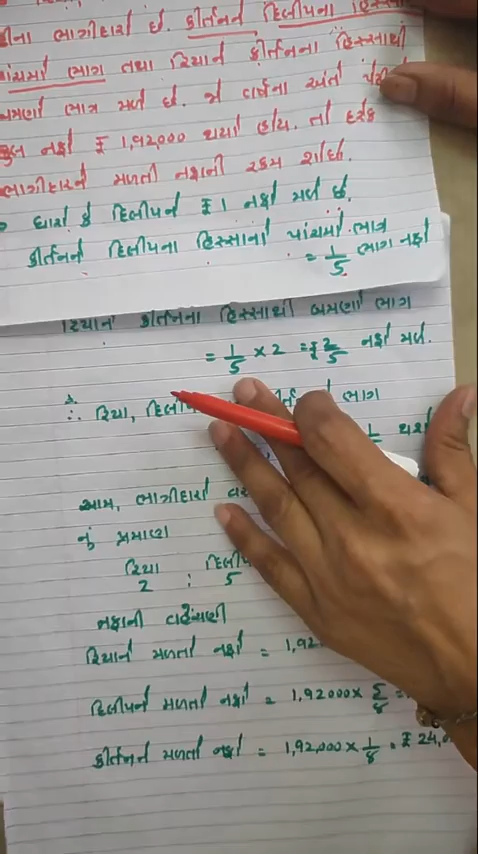 ભાગીદારો છે. કીર્તનને દિલીપના હિસ્સા
પાંચમો ભાગ તથા રિયાને કીર્તનના હિસ્સાથી
બમણો ભાગ મળે છે. જો વર્ષના અંતે
કુલ નફો ₹ 1,92,000 થયો હોય, તો દરેક
ભાગીદારને મળતી નફાની રકમ શોધો.
ધારો કે દિલીપને ₹ 1 નફો મળે છે.
કીર્તનને દિલીપના હિસ્સાનો પાંચમો ભાગ
= 1/5 ભાગ નફો
રિયાને કીર્તનના હિસ્સાથી બમણો ભાગ
= 1/5 × 2 = ₹ 2/5 નફો મળે.
∴ રિયા, ભાગ
થશે
આમ, ભાગીદારો
નું પ્રમાણ
રિયા
2 : 5
નફાની વહેંચણી
રિયાને મળતો નફો = 1,92
દિલીપને મળતો નફો = 1,92000 × 5/8 =
કીર્તનને મળતો નફો = 1,92,000 × 1/8 = ₹ 24,